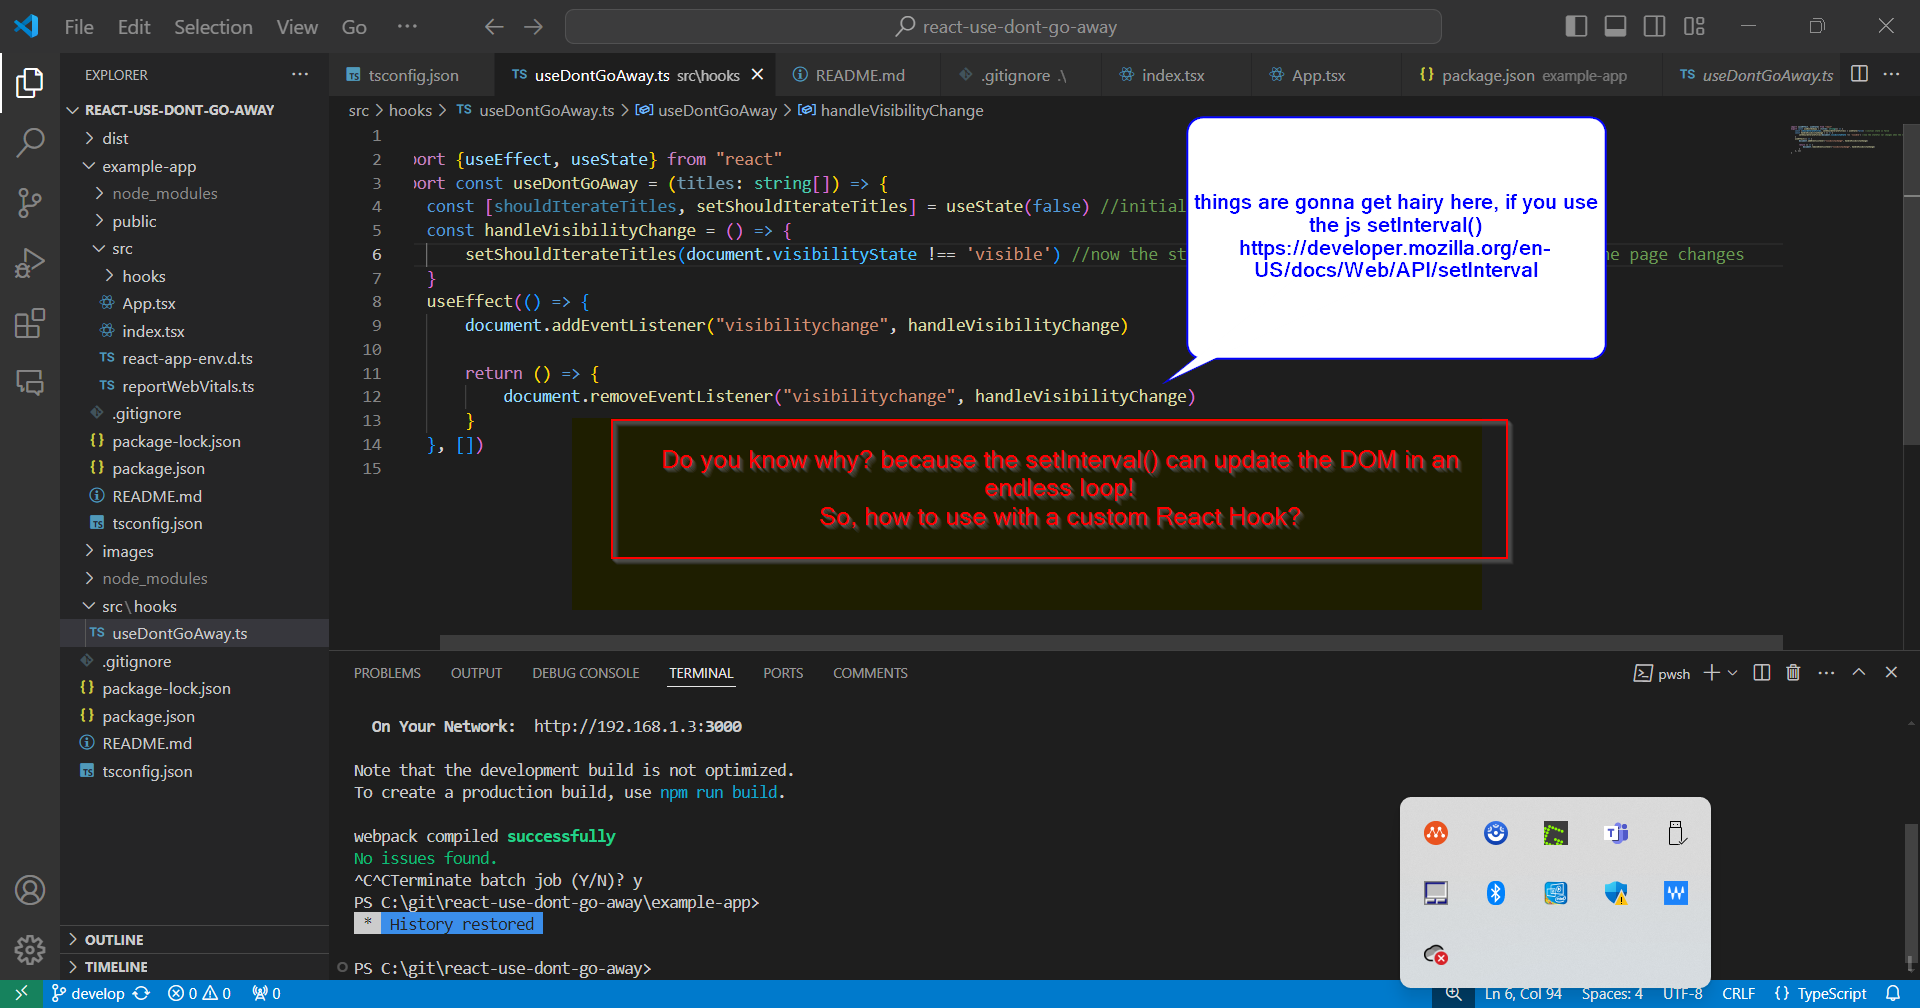 File Edit Selection View Go ···
react-use-dont-go-away
EXPLORER
REACT-USE-DONT-GO-AWAY
dist
example-app
node_modules
public
src
hooks
App.tsx
index.tsx
TS react-app-env.d.ts
TS reportWebVitals.ts
.gitignore
{} package-lock.json
{} package.json
README.md
TS tsconfig.json
images
node_modules
src\hooks
TS useDontGoAway.ts
.gitignore
{} package-lock.json
{} package.json
README.md
TS tsconfig.json
OUTLINE
TIMELINE
TS tsconfig.json TS useDontGoAway.ts src\hooks README.md .gitignore .\ index.tsx App.tsx {} package.json example-app TS useDontGoAway.ts
src > hooks > TS useDontGoAway.ts > useDontGoAway > handleVisibilityChange
1
2 port {useEffect, useState} from "react"
3 port const useDontGoAway = (titles: string[]) => {
4 const [shouldIterateTitles, setShouldIterateTitles] = useState(false) //initial
5 const handleVisibilityChange = () => {
6 setShouldIterateTitles(document.visibilityState !== 'visible') //now the st he page changes
7 }
8 useEffect(() => {
9 document.addEventListener("visibilitychange", handleVisibilityChange)
10
11 return () => {
12 document.removeEventListener("visibilitychange", handleVisibilityChange)
13 }
14 }, [])
15
things are gonna get hairy here, if you use
the js setInterval()
https://developer.mozilla.org/en-
US/docs/Web/API/setInterval
Do you know why? because the setInterval() can update the DOM in an
endless loop!
So, how to use with a custom React Hook?
PROBLEMS OUTPUT DEBUG CONSOLE TERMINAL PORTS COMMENTS
pwsh
On Your Network: http://192.168.1.3:3000
Note that the development build is not optimized.
To create a production build, use npm run build.
webpack compiled successfully
No issues found.
^C^CTerminate batch job (Y/N)? y
PS C:\git\react-use-dont-go-away\example-app>
* History restored
PS C:\git\react-use-dont-go-away>
develop 0 0 0
Ln 6, Col 94 Spaces: 4 UTF-8 CRLF {} TypeScript